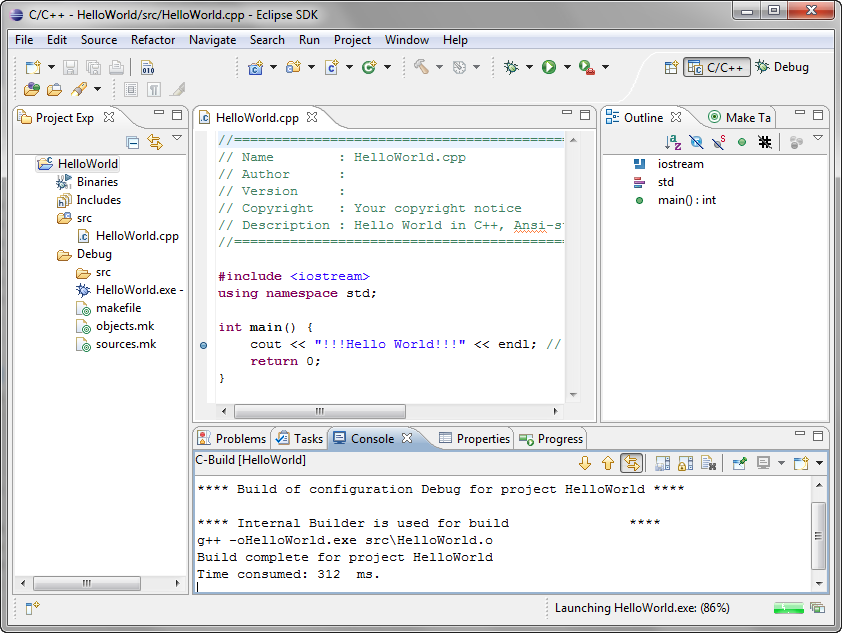 C/C++ - HelloWorld/src/HelloWorld.cpp - Eclipse SDK
File Edit Source Refactor Navigate Search Run Project Window Help
010
C/C++ Debug
Project Exp
HelloWorld
Binaries
Includes
src
HelloWorld.cpp
Debug
src
HelloWorld.exe -
makefile
objects.mk
sources.mk
HelloWorld.cpp
//=========================================
// Name        : HelloWorld.cpp
// Author      :
// Version     :
// Copyright   : Your copyright notice
// Description : Hello World in C++, Ansi-st
//=========================================
#include <iostream>
using namespace std;
int main() {
cout << "!!!Hello World!!!" << endl; //
return 0;
}
Outline Make Ta
iostream
std
main() : int
Problems Tasks Console Properties Progress
C-Build [HelloWorld]
**** Build of configuration Debug for project HelloWorld ****
**** Internal Builder is used for build               ****
g++ -oHelloWorld.exe src\HelloWorld.o
Build complete for project HelloWorld
Time consumed: 312  ms.
Launching HelloWorld.exe: (86%)